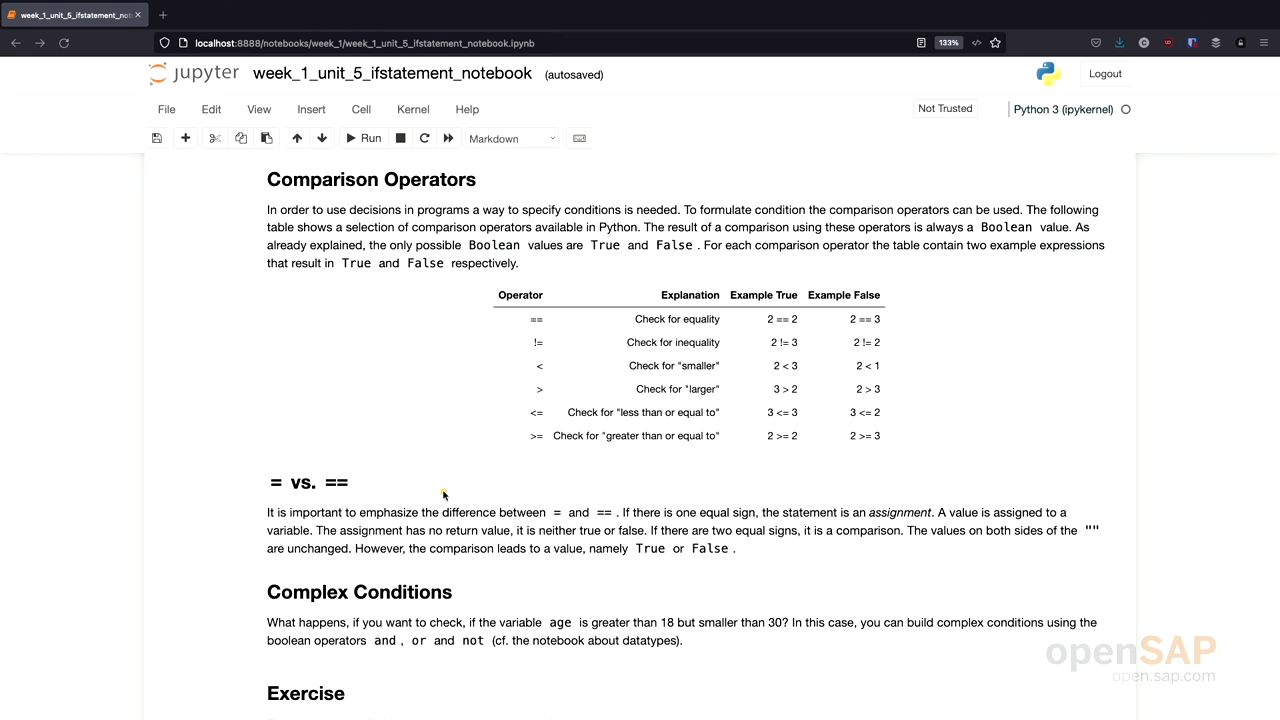 week_1_unit_5_ifstatement_not
localhost:8888/notebooks/week_1/week_1_unit_5_ifstatement_notebook.ipynb
133%
jupyter week_1_unit_5_ifstatement_notebook (autosaved)
Logout
File Edit View Insert Cell Kernel Help
Not Trusted
Python 3 (ipykernel)
Run
Markdown
Comparison Operators
In order to use decisions in programs a way to specify conditions is needed. To formulate condition the comparison operators can be used. The following
table shows a selection of comparison operators available in Python. The result of a comparison using these operators is always a Boolean value. As
already explained, the only possible Boolean values are True and False . For each comparison operator the table contain two example expressions
that result in True and False respectively.
Operator Explanation Example True Example False
== Check for equality 2 == 2 2 == 3
!= Check for inequality 2 != 3 2 != 2
< Check for "smaller" 2 < 3 2 < 1
> Check for "larger" 3 > 2 2 > 3
<= Check for "less than or equal to" 3 <= 3 3 <= 2
>= Check for "greater than or equal to" 2 >= 2 2 >= 3
= vs. ==
It is important to emphasize the difference between = and == . If there is one equal sign, the statement is an assignment. A value is assigned to a
variable. The assignment has no return value, it is neither true or false. If there are two equal signs, it is a comparison. The values on both sides of the ""
are unchanged. However, the comparison leads to a value, namely True or False .
Complex Conditions
What happens, if you want to check, if the variable age is greater than 18 but smaller than 30? In this case, you can build complex conditions using the
boolean operators and , or and not (cf. the notebook about datatypes).
openSAP
open.sap.com
Exercise